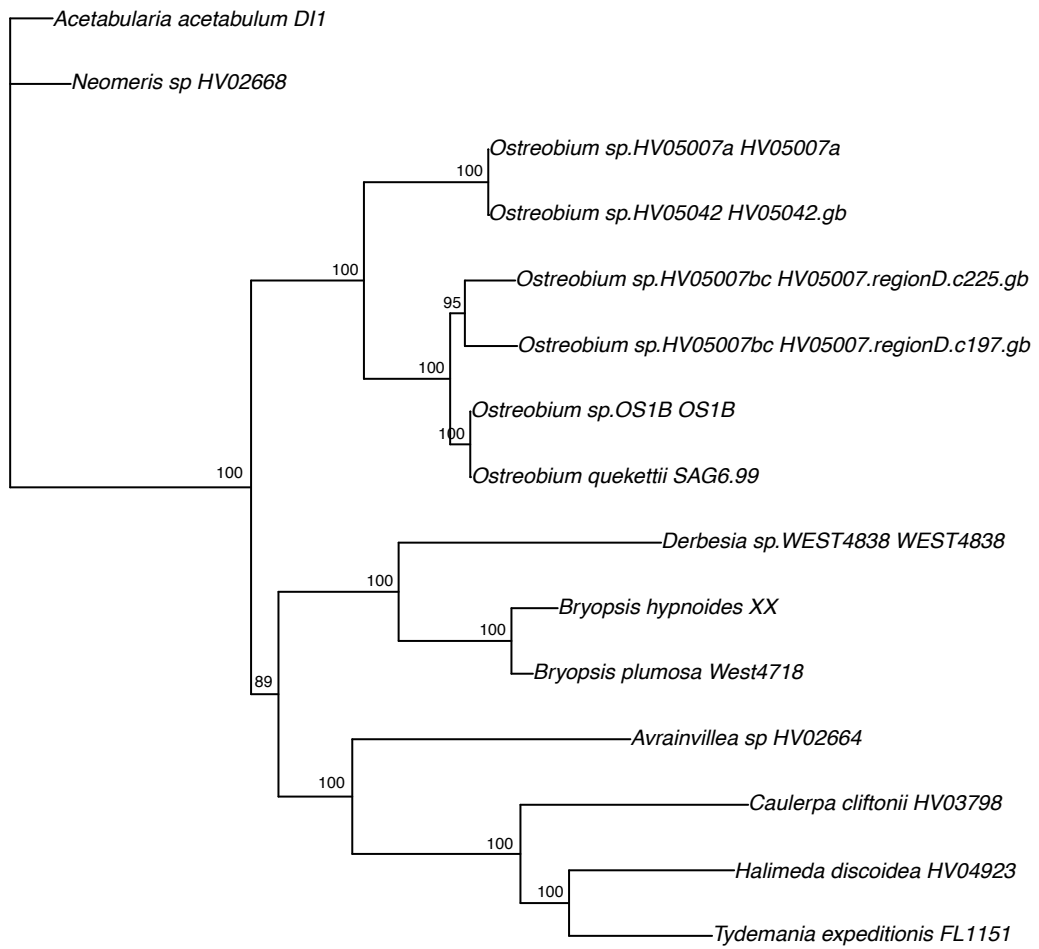 Acetabularia acetabulum DI1
Neomeris sp HV02668
Ostreobium sp.HV05007a HV05007a
100
Ostreobium sp.HV05042 HV05042.gb
100
Ostreobium sp.HV05007bc HV05007.regionD.c225.gb
95
Ostreobium sp.HV05007bc HV05007.regionD.c197.gb
100
Ostreobium sp.OS1B OS1B
100
Ostreobium quekettii SAG6.99
100
Derbesia sp.WEST4838 WEST4838
100
Bryopsis hypnoides XX
100
Bryopsis plumosa West4718
89
Avrainvillea sp HV02664
100
Caulerpa cliftonii HV03798
100
Halimeda discoidea HV04923
100
Tydemania expeditionis FL1151